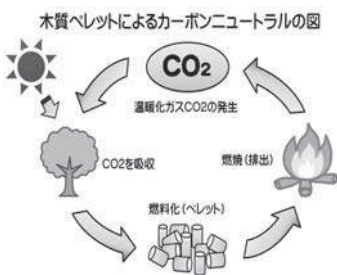 木質ペレットによるカーボンニュートラルの図
CO2
温暖化ガスCO2の発生
CO2を吸収
燃焼(排出)
燃料化(ペレット)